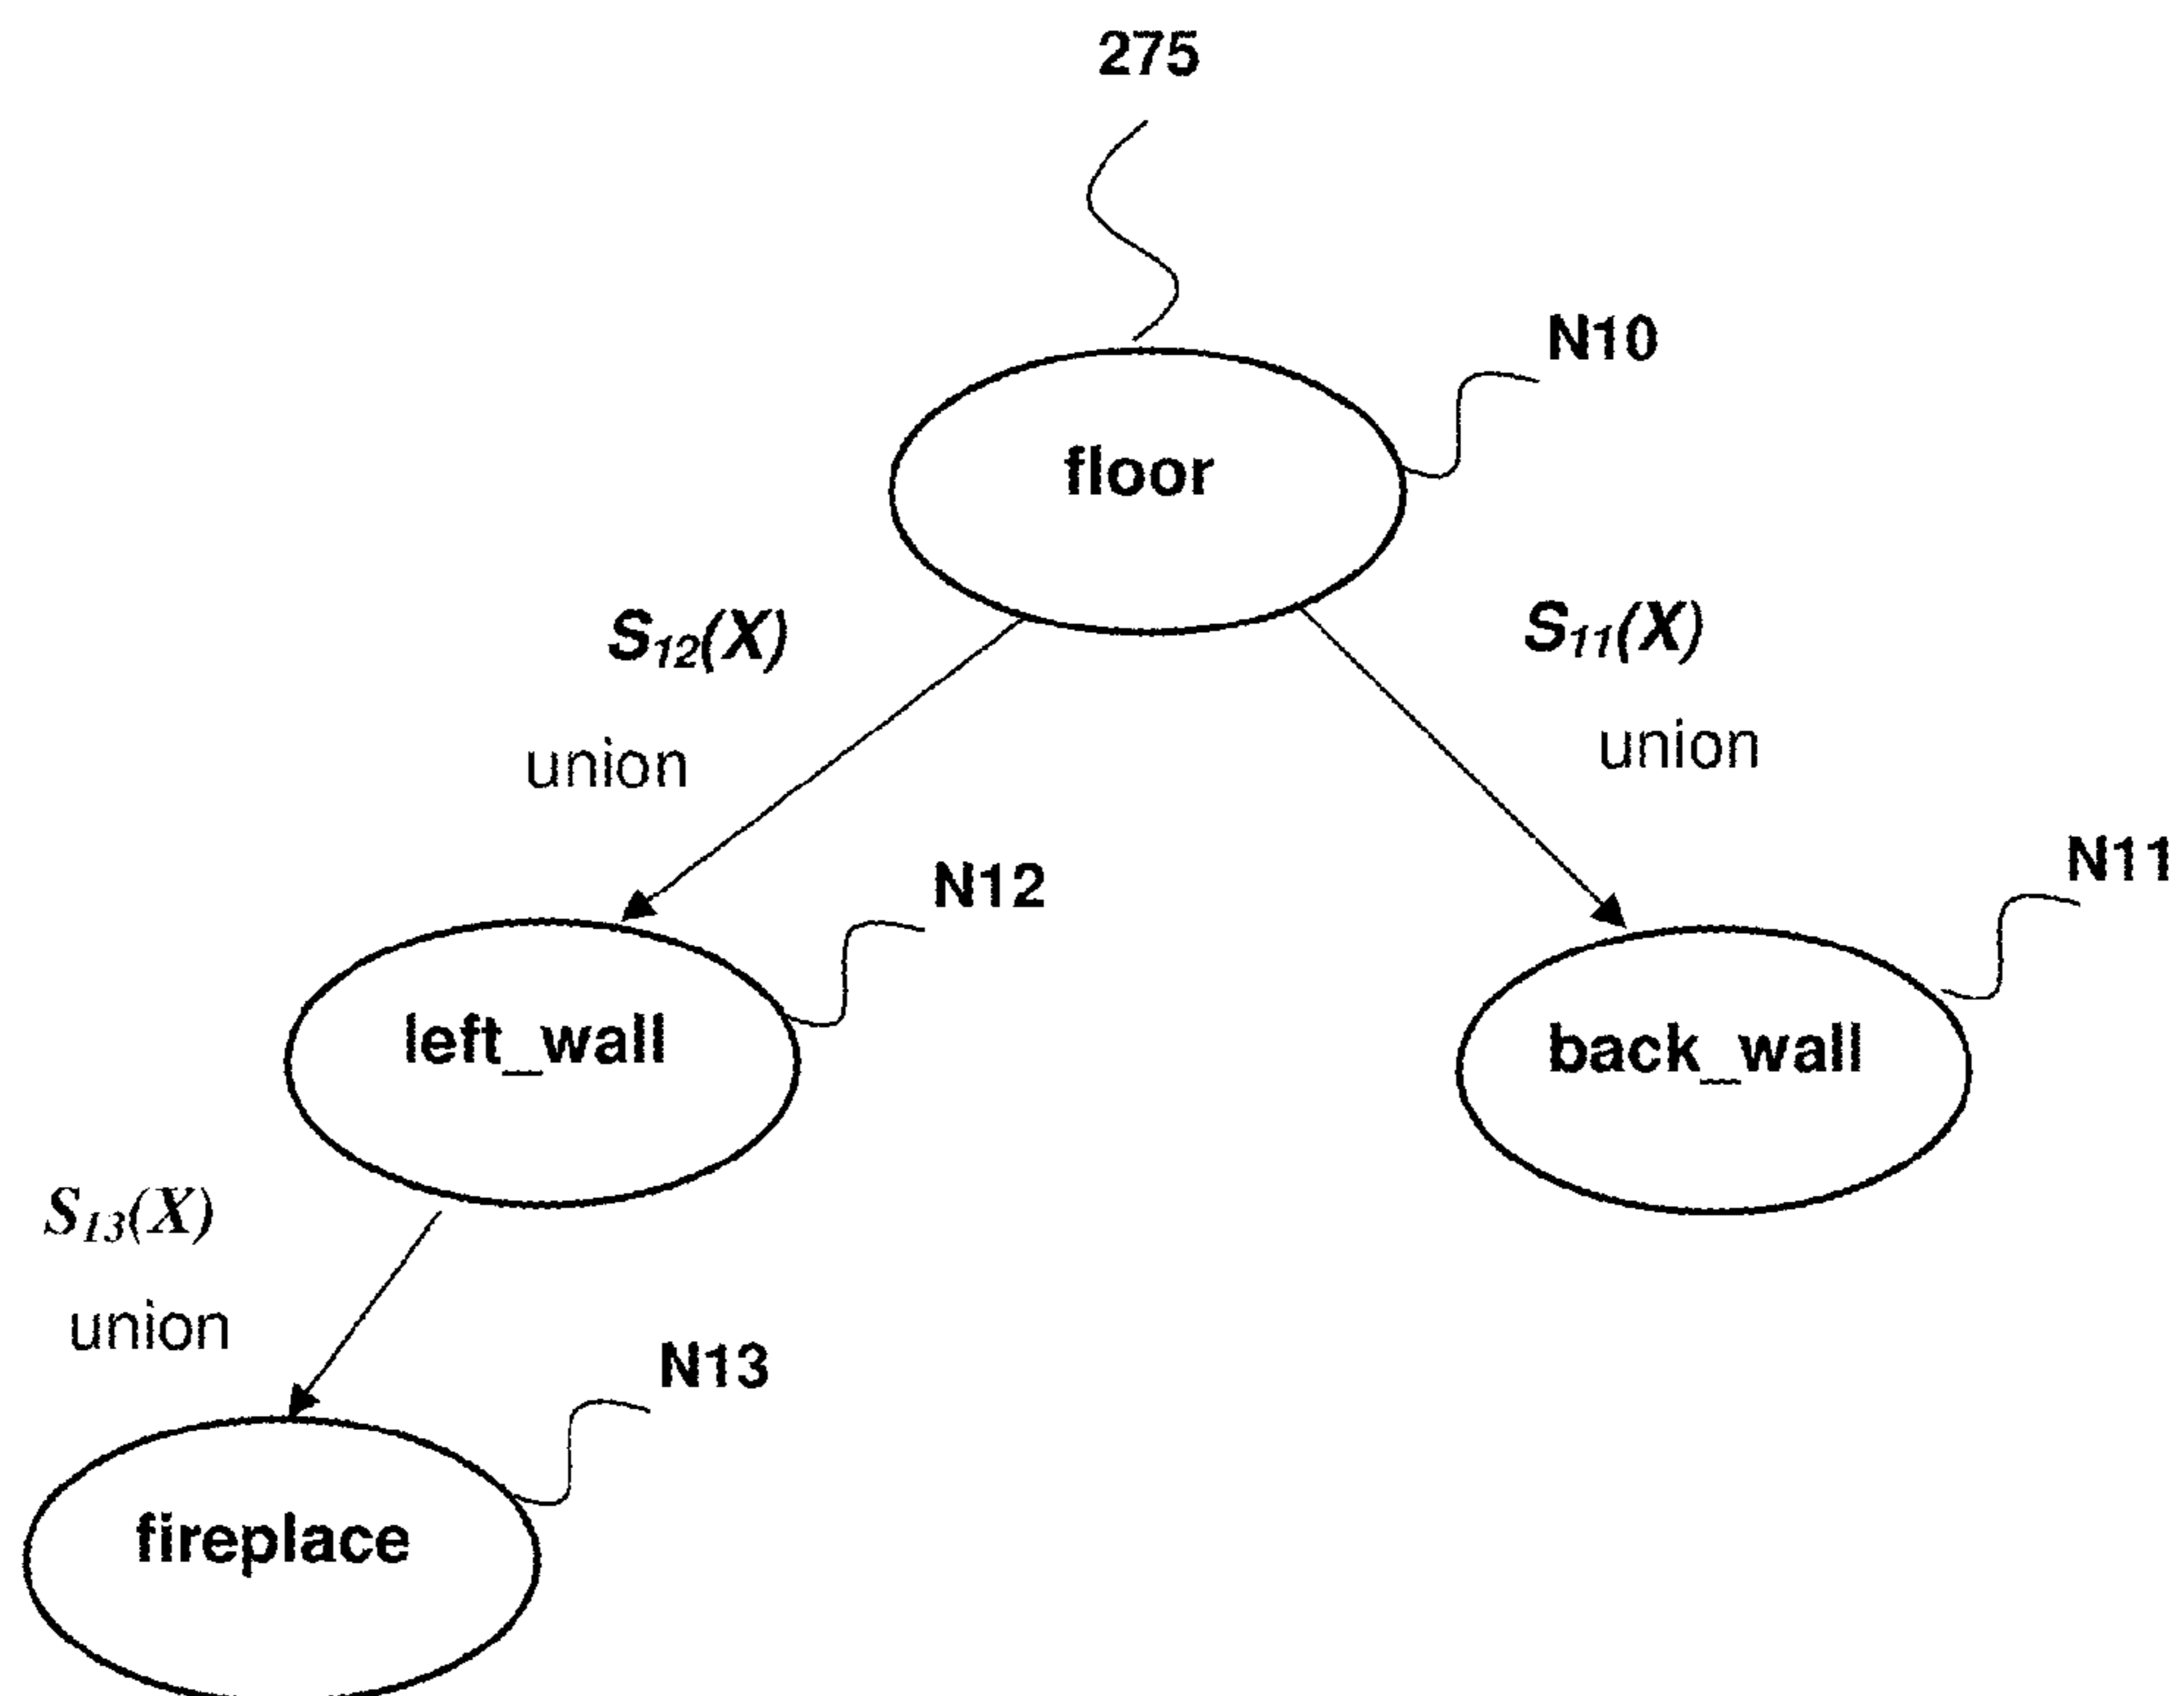 275
N10
floor
S12(X)
union
S11(X)
union
N12
N11
left_wall
back_wall
S13(X)
union
N13
fireplace